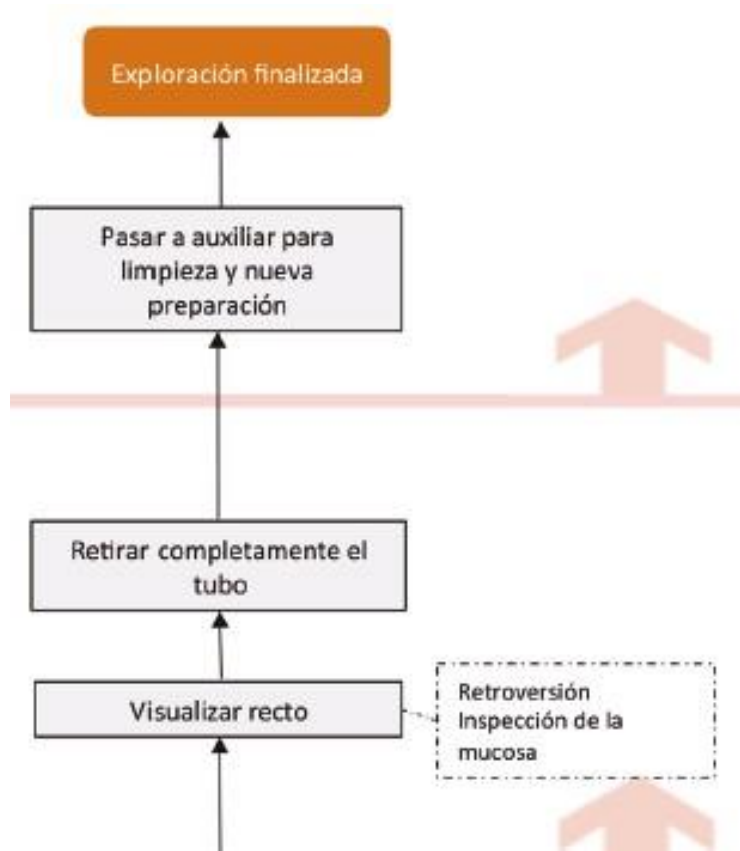 Exploración finalizada
Pasar a auxiliar para
limpieza y nueva
preparación
Retirar completamente el
tubo
Visualizar recto
Retroversión
Inspección de la
mucosa